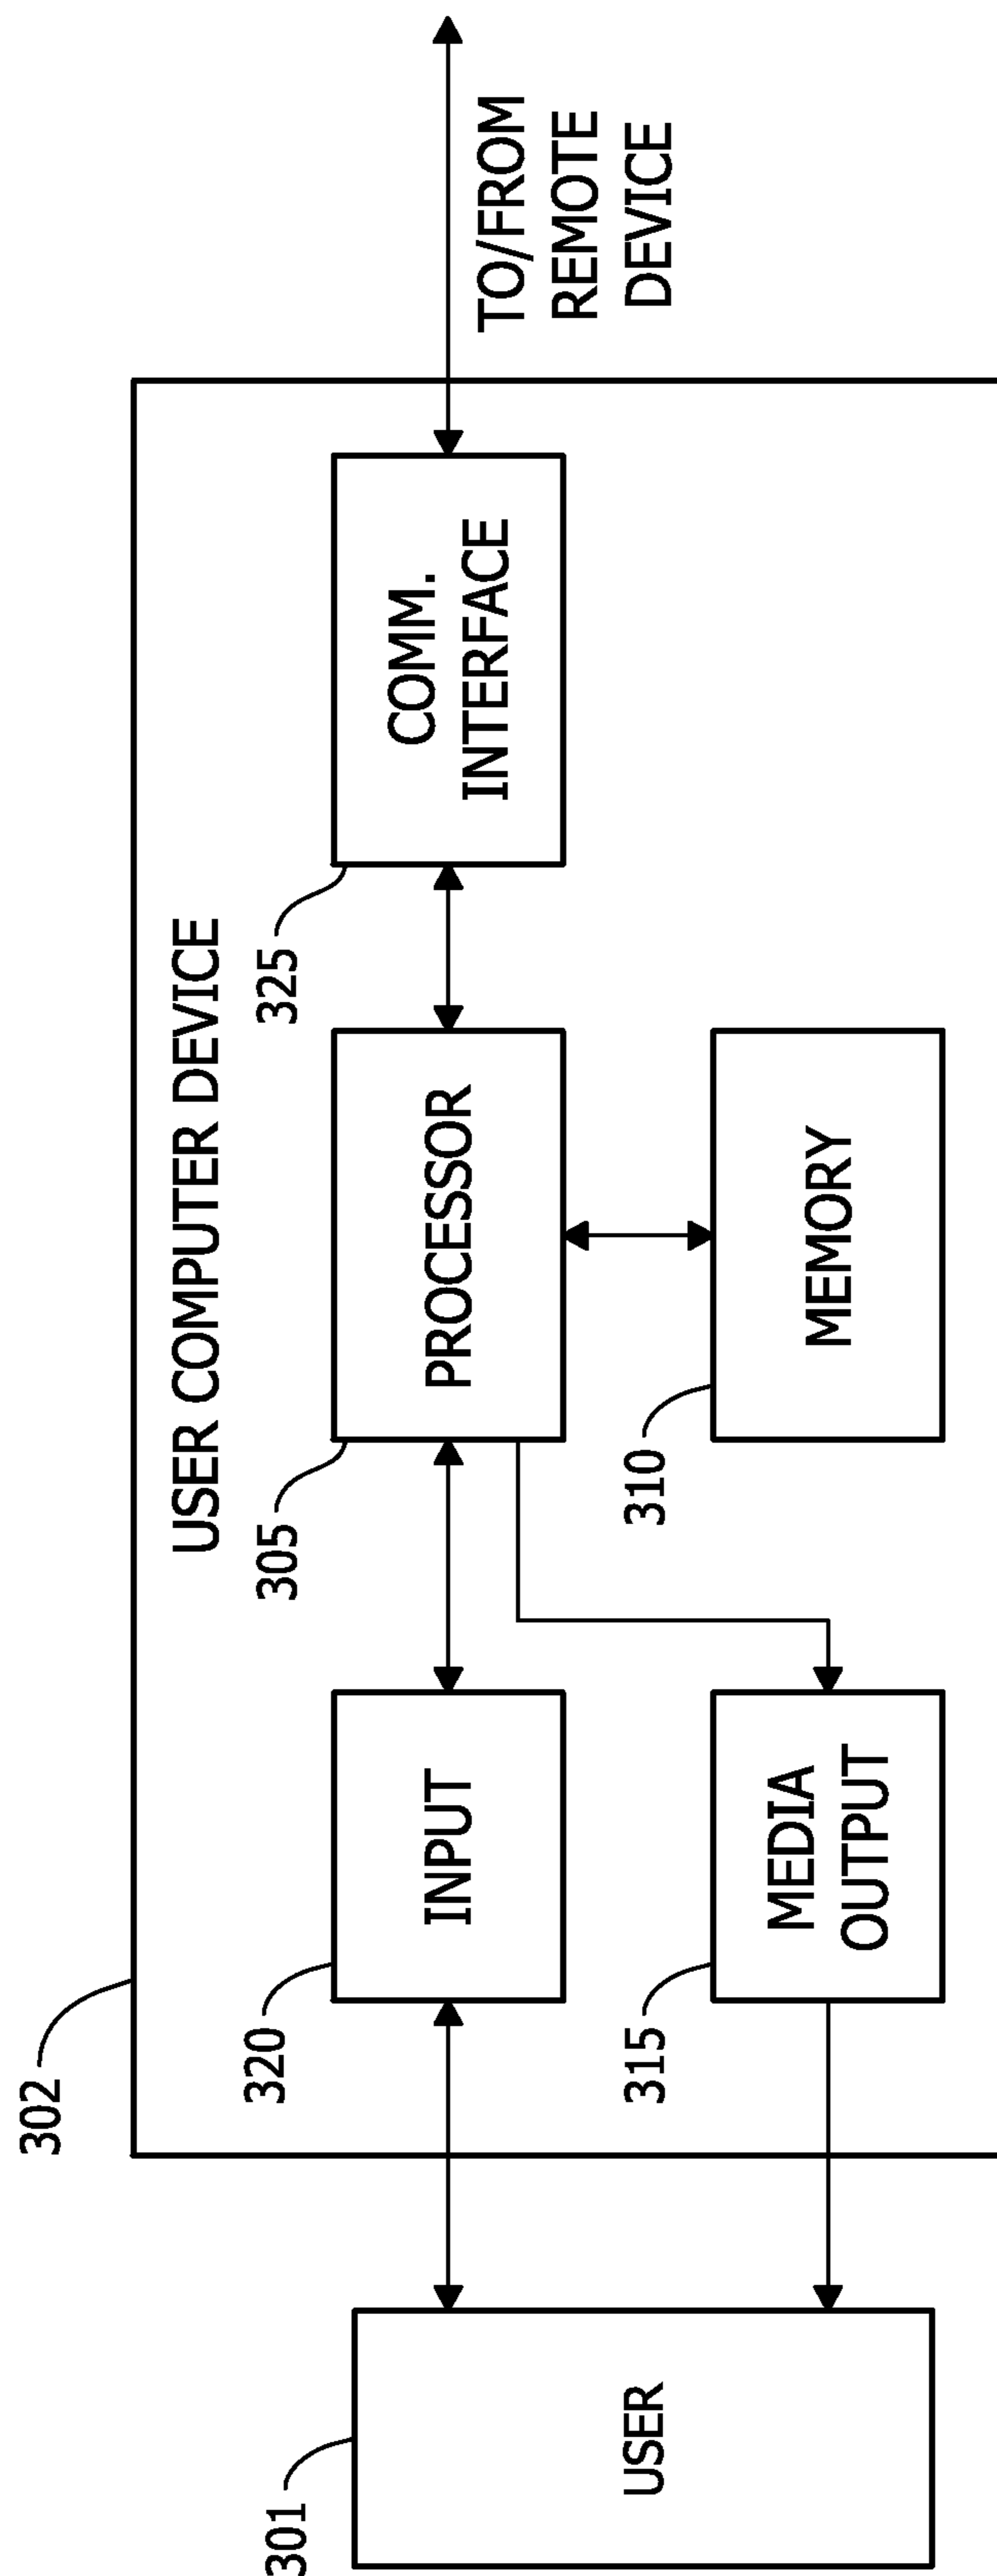 302
USER COMPUTER DEVICE
301
320
305
325
USER
INPUT
PROCESSOR
COMM.
INTERFACE
TO/FROM
REMOTE
DEVICE
315
310
MEDIA
OUTPUT
MEMORY